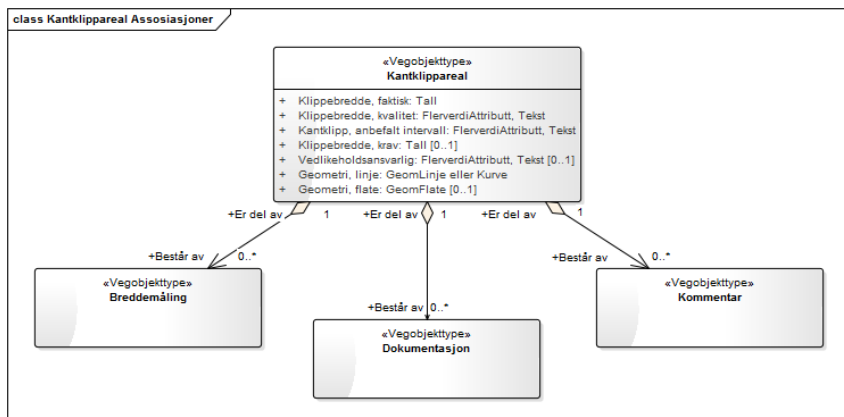 class Kantklippareal Assosiasjoner
«Vegobjekttype»
Kantklippareal
+ Klippebredde, faktisk: Tall
+ Klippebredde, kvalitet: FlerverdiAttributt, Tekst
+ Kantklipp, anbefalt intervall: FlerverdiAttributt, Tekst
+ Klippebredde, krav: Tall [0..1]
+ Vedlikeholdsansvarlig: FlerverdiAttributt, Tekst [0..1]
+ Geometri, linje: GeomLinje eller Kurve
+ Geometri, flate: GeomFlate [0..1]
+Er del av 1 +Er del av 1 +Er del av 1
+Består av 0..* +Består av 0..*
«Vegobjekttype»
Breddemåling
«Vegobjekttype»
Kommentar
+Består av 0..*
«Vegobjekttype»
Dokumentasjon